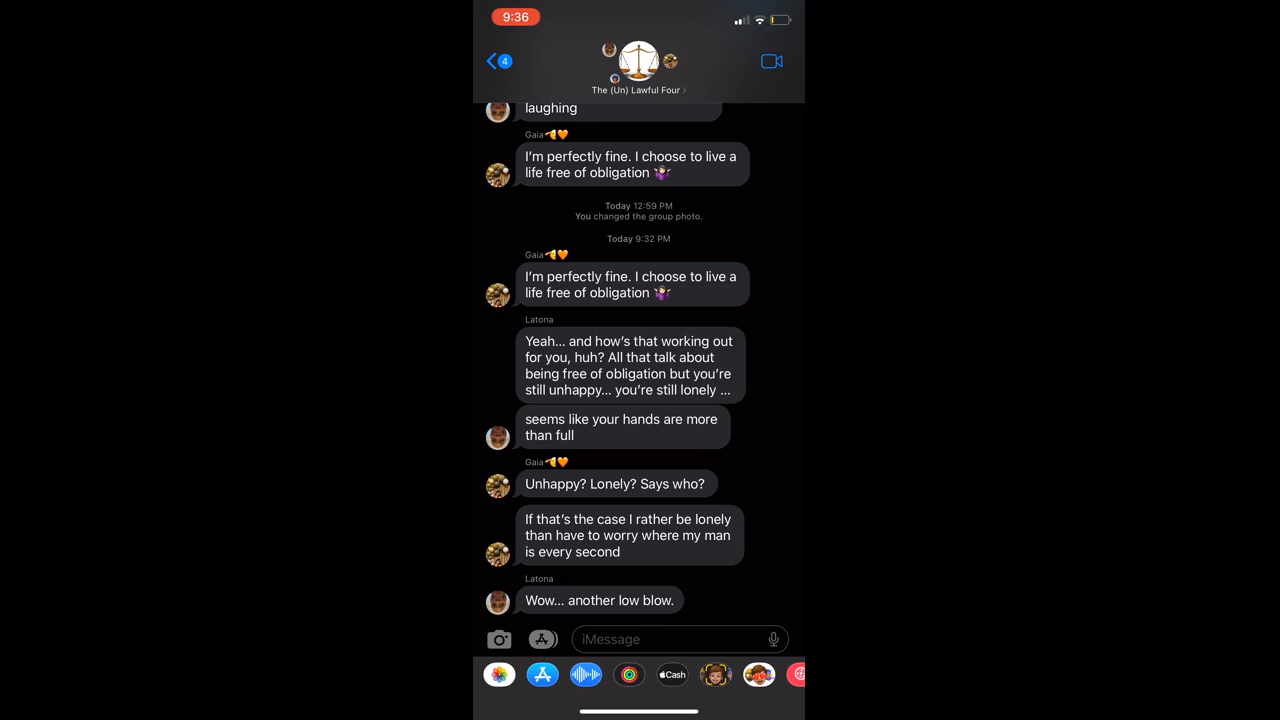 9:36
4
The (Un) Lawful Four
laughing
Gaia🫴🧡
I'm perfectly fine. I choose to live a
life free of obligation 🤷🏻‍♀️
Today 12:59 PM
You changed the group photo.
Today 9:32 PM
Gaia🫴🧡
I'm perfectly fine. I choose to live a
life free of obligation 🤷🏻‍♀️
Latona
Yeah... and how's that working out
for you, huh? All that talk about
being free of obligation but you're
still unhappy... you're still lonely ...
seems like your hands are more
than full
Gaia🫴🧡
Unhappy? Lonely? Says who?
If that's the case I rather be lonely
than have to worry where my man
is every second
Latona
Wow... another low blow.
iMessage
Cash